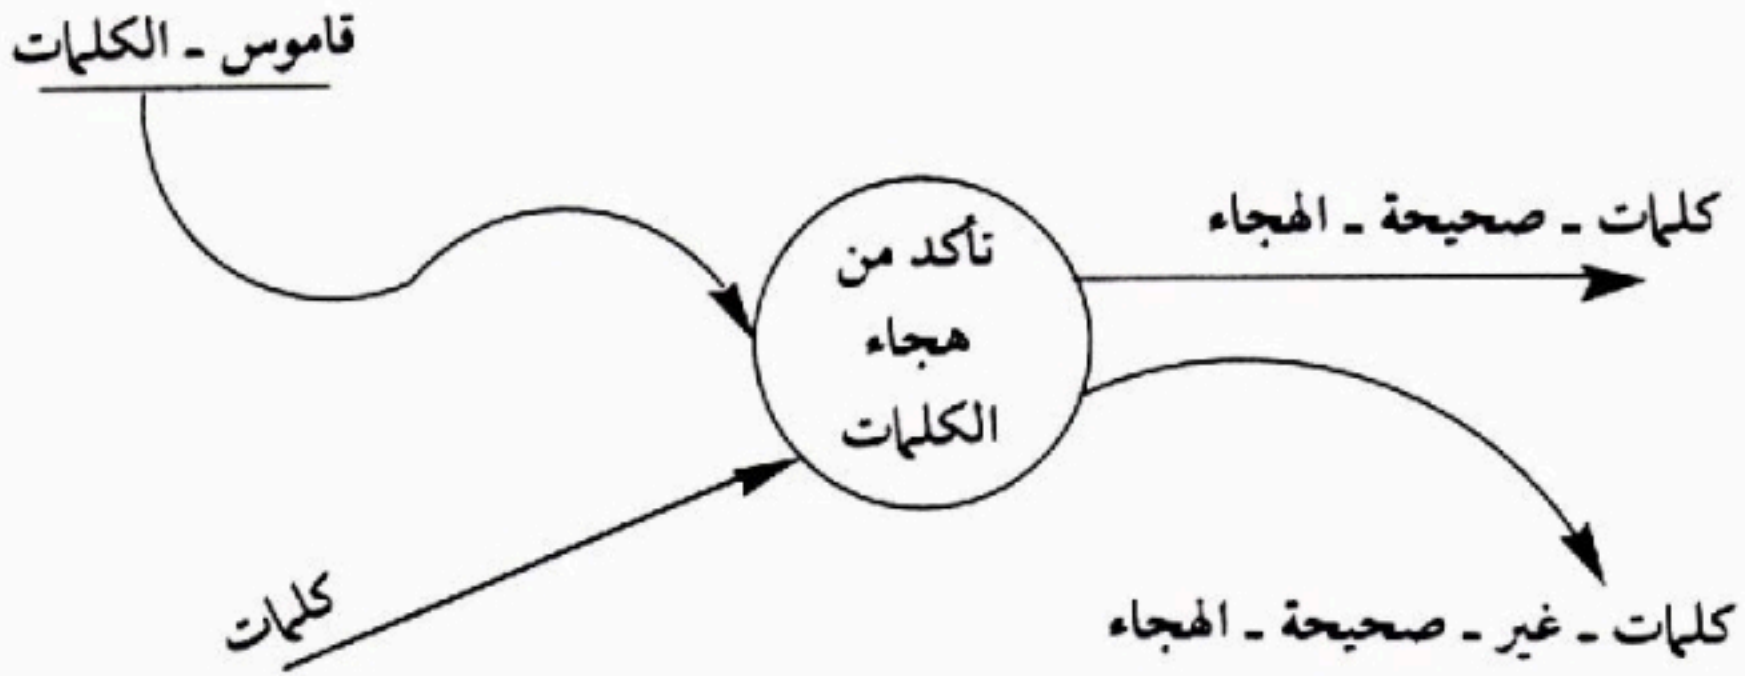 قاموس - الكلمات
كلمات - صحيحة - الهجاء
تأكد من
هجاء
الكلمات
كلمات
كلمات - غير - صحيحة - الهجاء